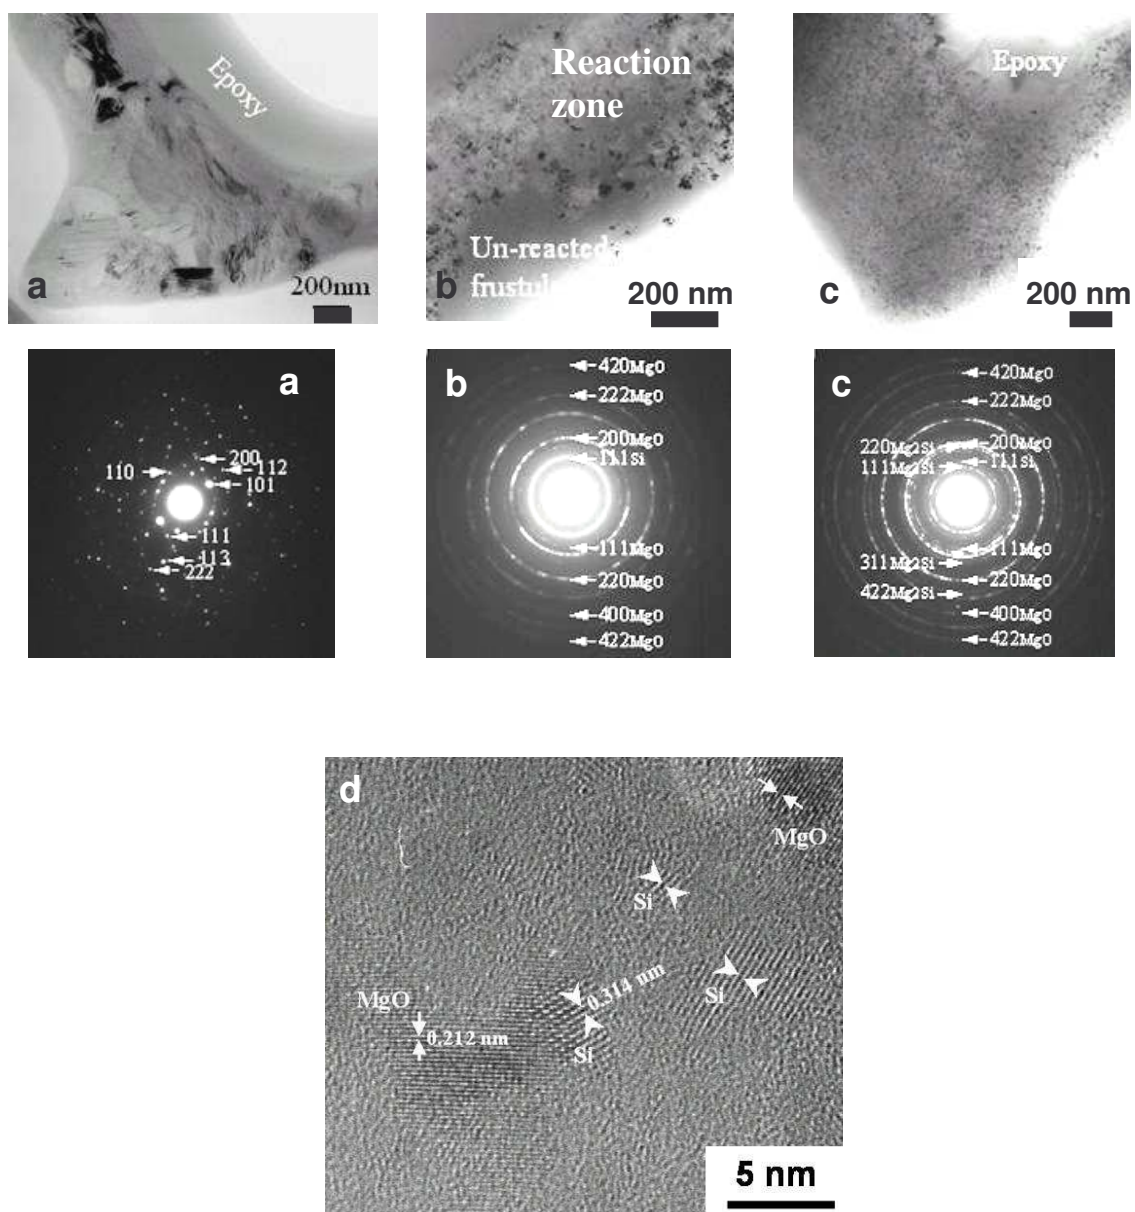 Epoxy
a
200nm
Reaction
zone
Un-reacted
frustule
b
200 nm
Epoxy
c
200 nm
a
200
110
112
101
111
113
222
b
420MgO
222MgO
200MgO
111Si
111MgO
220MgO
400MgO
422MgO
c
420MgO
222MgO
220Mg2Si
200MgO
111Mg2Si
111Si
111MgO
311Mg2Si
220MgO
422Mg2Si
400MgO
422MgO
d
MgO
Si
Si
0.314 nm
MgO
0.212 nm
Si
5 nm